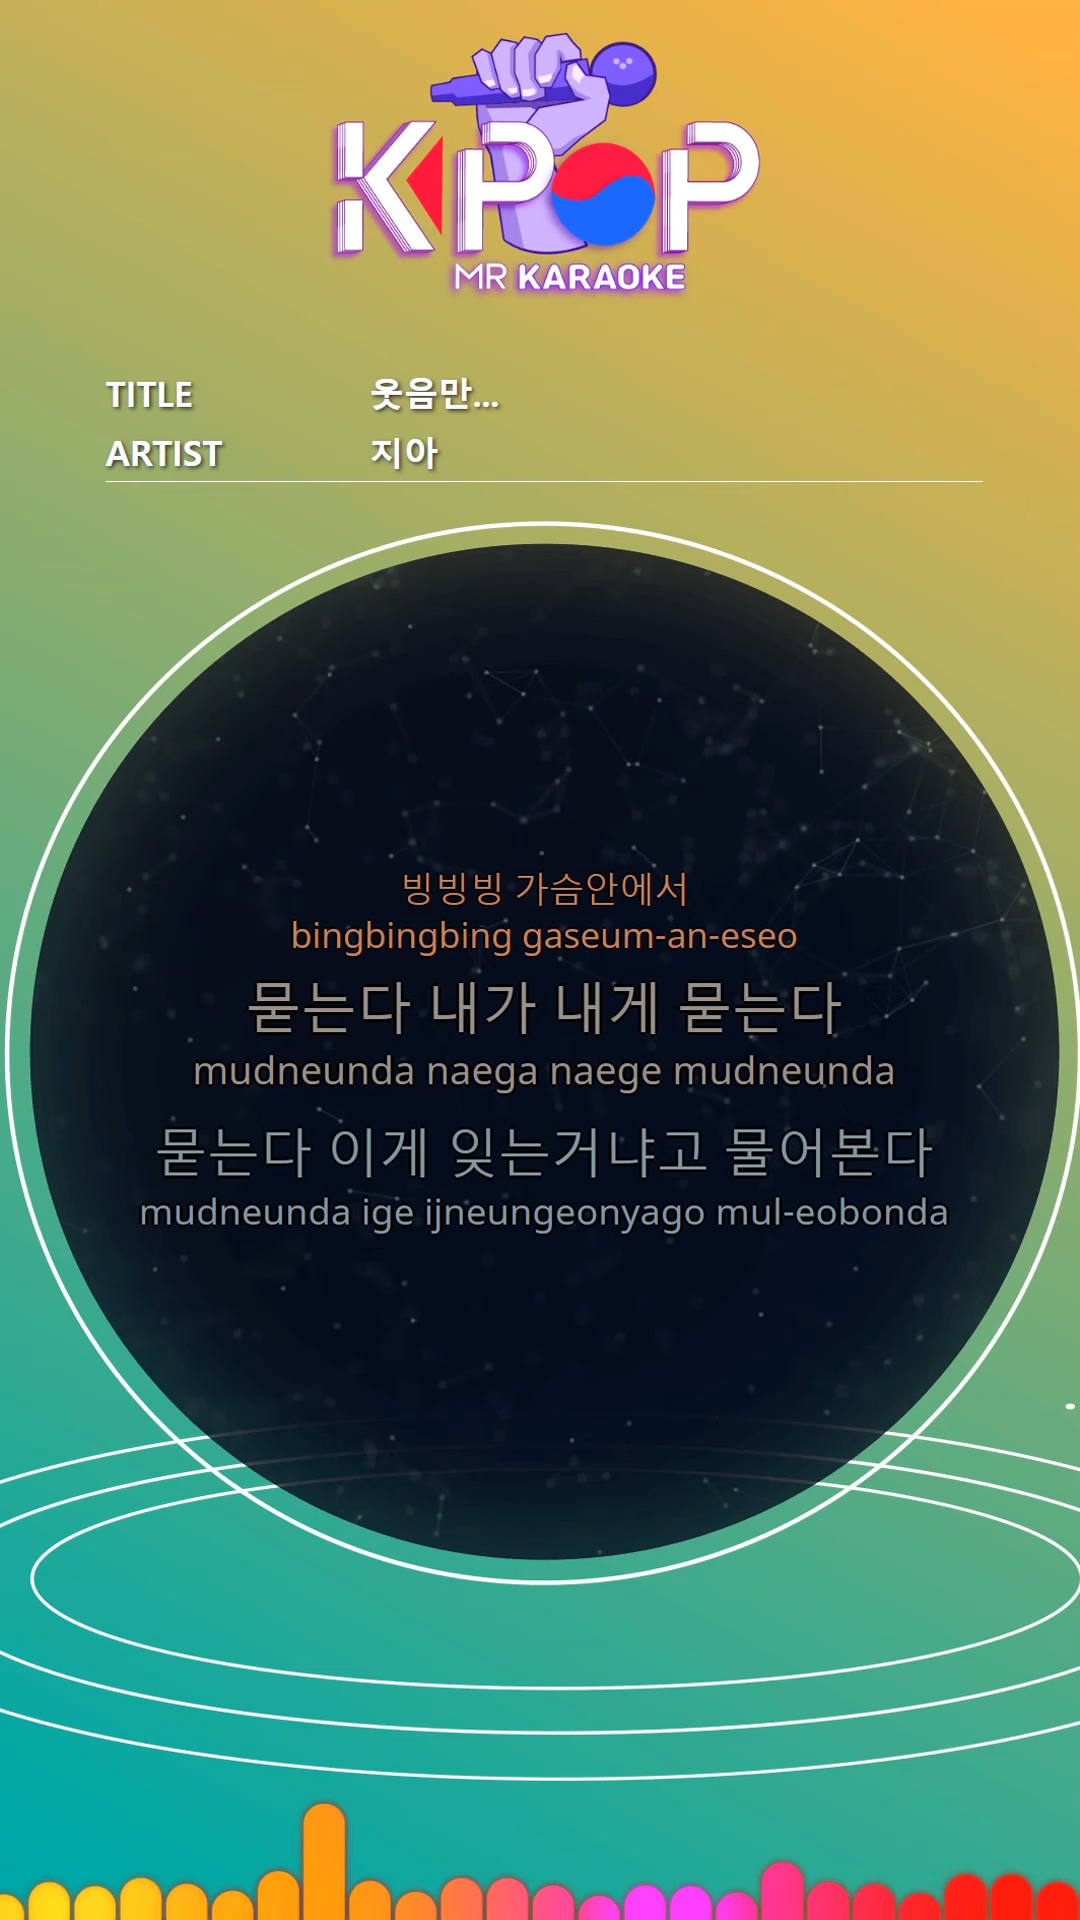 KPOP
MR KARAOKE
TITLE 웃음만...
ARTIST 지아
빙빙빙 가슴안에서
bingbingbing gaseum-an-eseo
묻는다 내가 내게 묻는다
mudneunda naega naege mudneunda
묻는다 이게 잊는거냐고 물어본다
mudneunda ige ijneungeonyago mul-eobonda